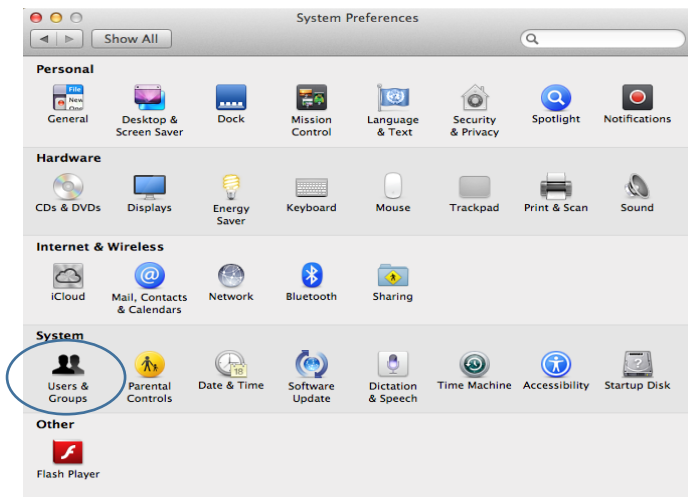 System Preferences
Show All
Personal
File
New
General
Desktop &
Screen Saver
Dock
Mission
Control
Language
& Text
Security
& Privacy
Spotlight
Notifications
Hardware
CDs & DVDs
Displays
Energy
Saver
Keyboard
Mouse
Trackpad
Print & Scan
Sound
Internet & Wireless
iCloud
Mail, Contacts
& Calendars
Network
Bluetooth
Sharing
System
18
Users &
Groups
Parental
Controls
Date & Time
Software
Update
Dictation
& Speech
Time Machine
Accessibility
Startup Disk
Other
Flash Player